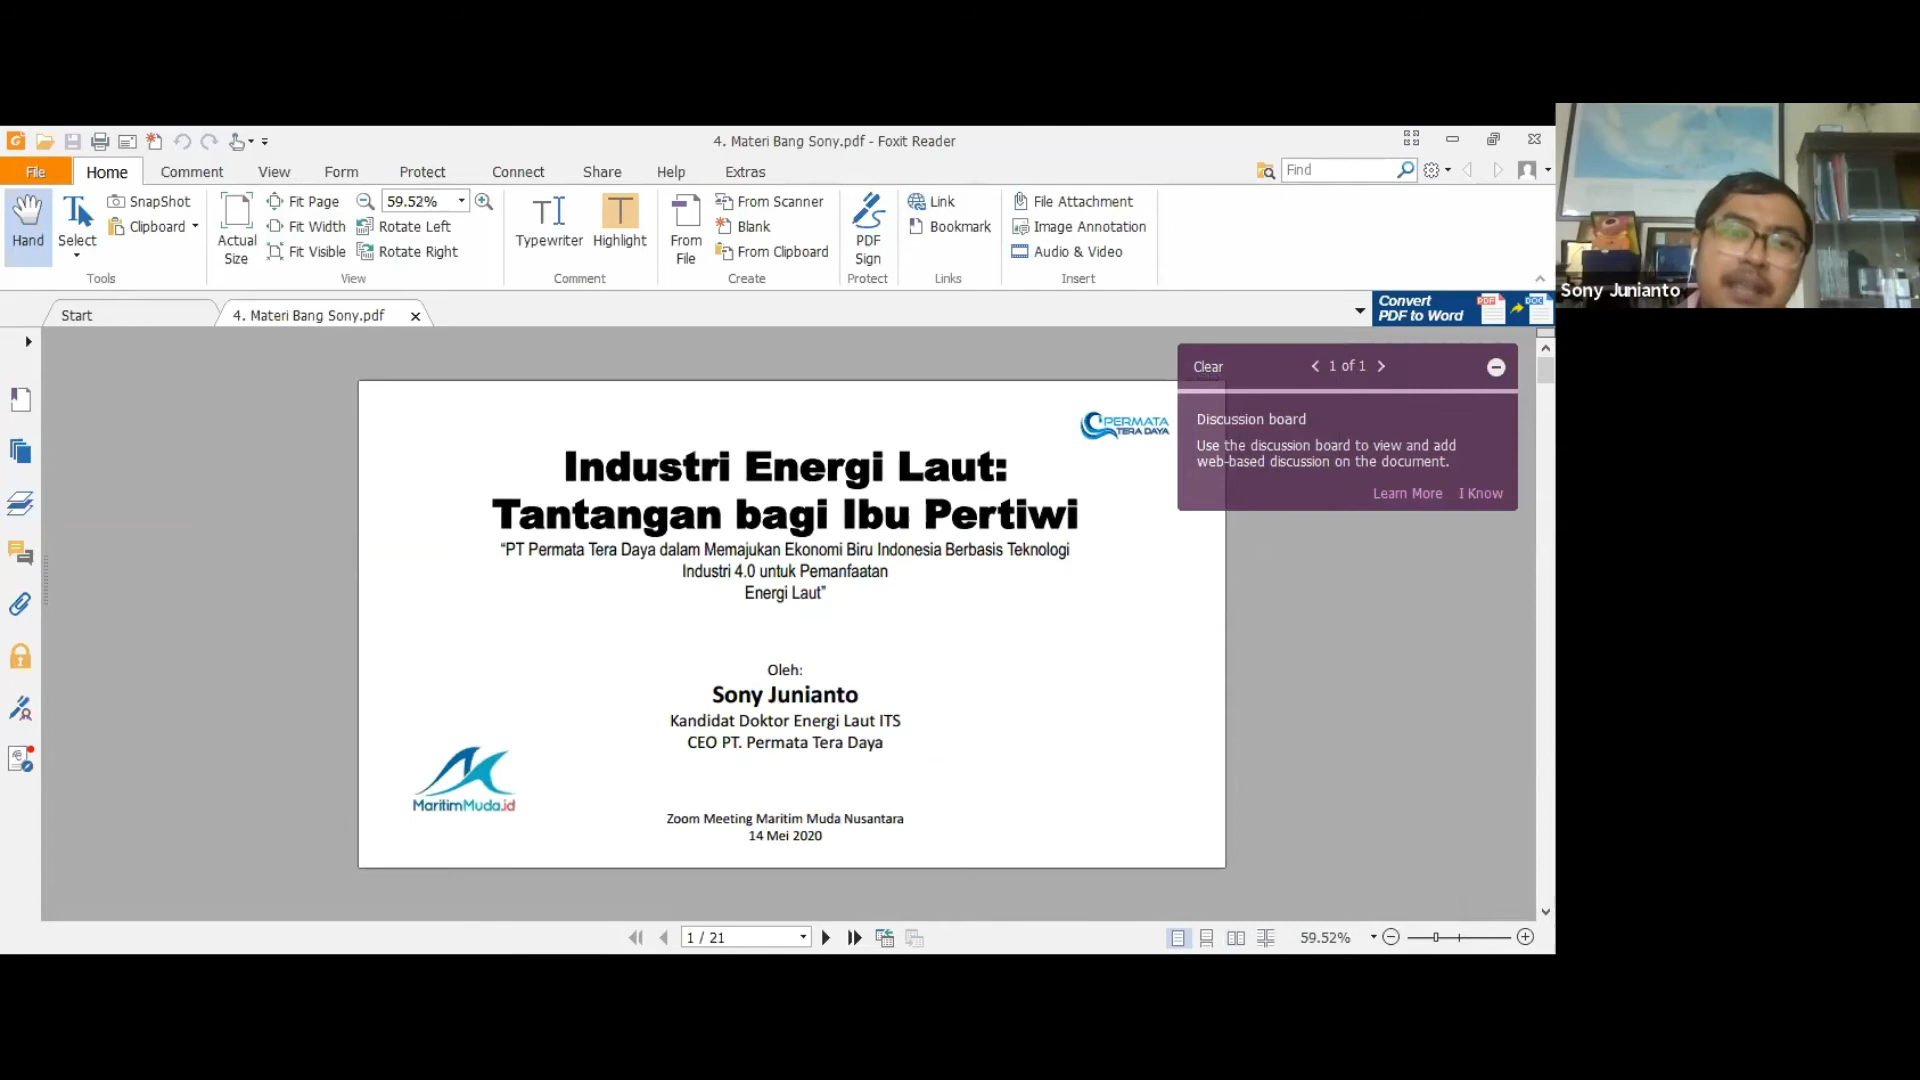 4. Materi Bang Sony.pdf - Foxit Reader
File
Home
Comment
View
Form
Protect
Connect
Share
Help
Extras
Find
Hand
Select
SnapShot
Clipboard
Tools
Actual
Size
Fit Page
Fit Width
Fit Visible
59.52%
Rotate Left
Rotate Right
View
Typewriter
Highlight
Comment
From
File
From Scanner
Blank
From Clipboard
Create
PDF
Sign
Protect
Link
Bookmark
Links
File Attachment
Image Annotation
Audio & Video
Insert
Sony Junianto
Start
4. Materi Bang Sony.pdf
Convert
PDF to Word
PDF
DOC
Clear
1 of 1
Discussion board
Use the discussion board to view and add
web-based discussion on the document.
Learn More
I Know
PERMATA
TERA DAYA
Industri Energi Laut:
Tantangan bagi Ibu Pertiwi
“PT Permata Tera Daya dalam Memajukan Ekonomi Biru Indonesia Berbasis Teknologi
Industri 4.0 untuk Pemanfaatan
Energi Laut”
Oleh:
Sony Junianto
Kandidat Doktor Energi Laut ITS
CEO PT. Permata Tera Daya
MaritimMuda.id
Zoom Meeting Maritim Muda Nusantara
14 Mei 2020
1 / 21
59.52%